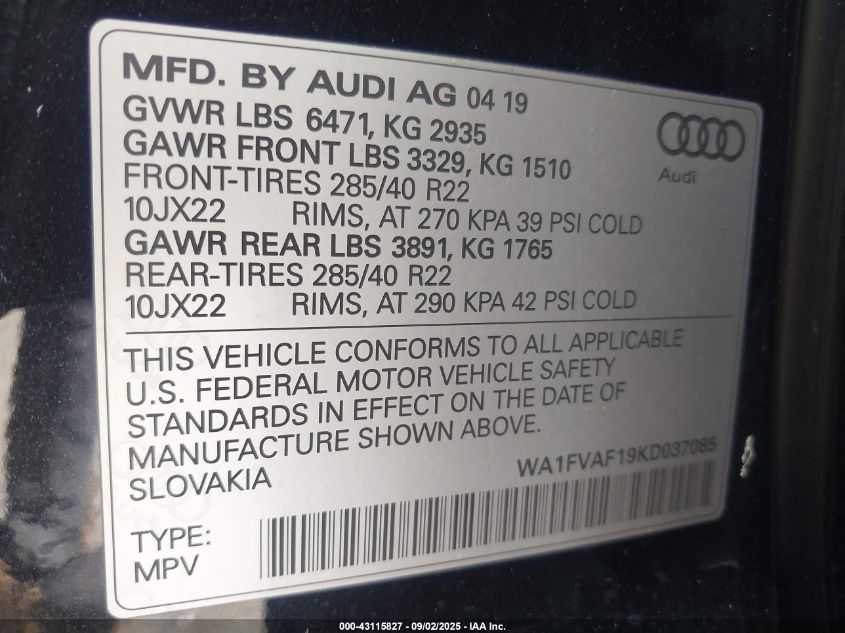 MFD. BY AUDI AG 04 19
GVWR LBS 6471, KG 2935
GAWR FRONT LBS 3329, KG 1510
FRONT-TIRES 285/40 R22
10JX22 RIMS, AT 270 KPA 39 PSI COLD
GAWR REAR LBS 3891, KG 1765
REAR-TIRES 285/40 R22
10JX22 RIMS, AT 290 KPA 42 PSI COLD
Audi
THIS VEHICLE CONFORMS TO ALL APPLICABLE
U.S. FEDERAL MOTOR VEHICLE SAFETY
STANDARDS IN EFFECT ON THE DATE OF
MANUFACTURE SHOWN ABOVE.
SLOVAKIA
WA1FVAF19KD037085
TYPE:
MPV
000-43115827 - 09/02/2025 - IAA Inc.